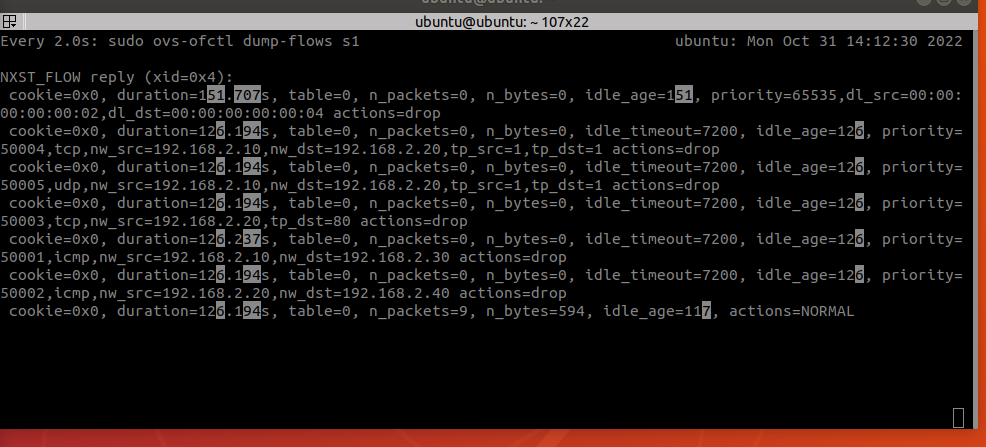 ubuntu@ubuntu: ~ 107x22
Every 2.0s: sudo ovs-ofctl dump-flows s1 ubuntu: Mon Oct 31 14:12:30 2022
NXST_FLOW reply (xid=0x4):
cookie=0x0, duration=151.707s, table=0, n_packets=0, n_bytes=0, idle_age=151, priority=65535,dl_src=00:00:
00:00:00:02,dl_dst=00:00:00:00:00:04 actions=drop
cookie=0x0, duration=126.194s, table=0, n_packets=0, n_bytes=0, idle_timeout=7200, idle_age=126, priority=
50004,tcp,nw_src=192.168.2.10,nw_dst=192.168.2.20,tp_src=1,tp_dst=1 actions=drop
cookie=0x0, duration=126.194s, table=0, n_packets=0, n_bytes=0, idle_timeout=7200, idle_age=126, priority=
50005,udp,nw_src=192.168.2.10,nw_dst=192.168.2.20,tp_src=1,tp_dst=1 actions=drop
cookie=0x0, duration=126.194s, table=0, n_packets=0, n_bytes=0, idle_timeout=7200, idle_age=126, priority=
50003,tcp,nw_src=192.168.2.20,tp_dst=80 actions=drop
cookie=0x0, duration=126.237s, table=0, n_packets=0, n_bytes=0, idle_timeout=7200, idle_age=126, priority=
50001,icmp,nw_src=192.168.2.10,nw_dst=192.168.2.30 actions=drop
cookie=0x0, duration=126.194s, table=0, n_packets=0, n_bytes=0, idle_timeout=7200, idle_age=126, priority=
50002,icmp,nw_src=192.168.2.20,nw_dst=192.168.2.40 actions=drop
cookie=0x0, duration=126.194s, table=0, n_packets=9, n_bytes=594, idle_age=117, actions=NORMAL